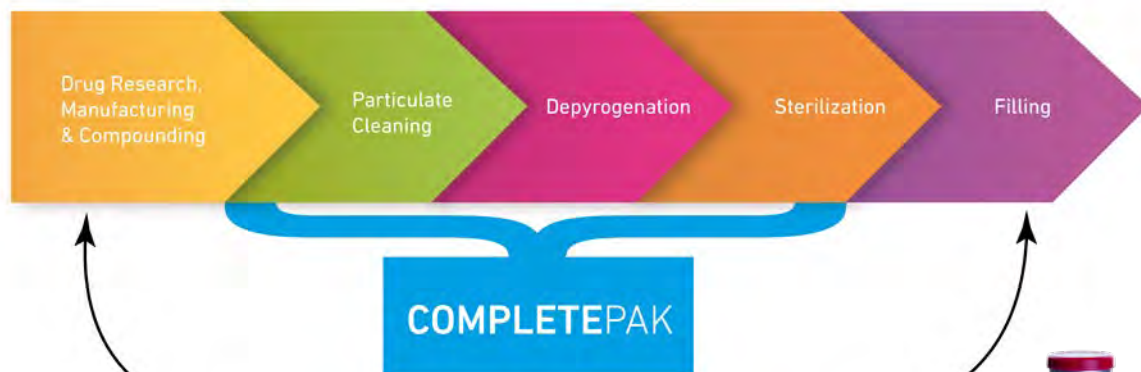 Drug Research,
Manufacturing
& Compounding
Particulate
Cleaning
Depyrogenation
Sterilization
Filling
COMPLETEPAK